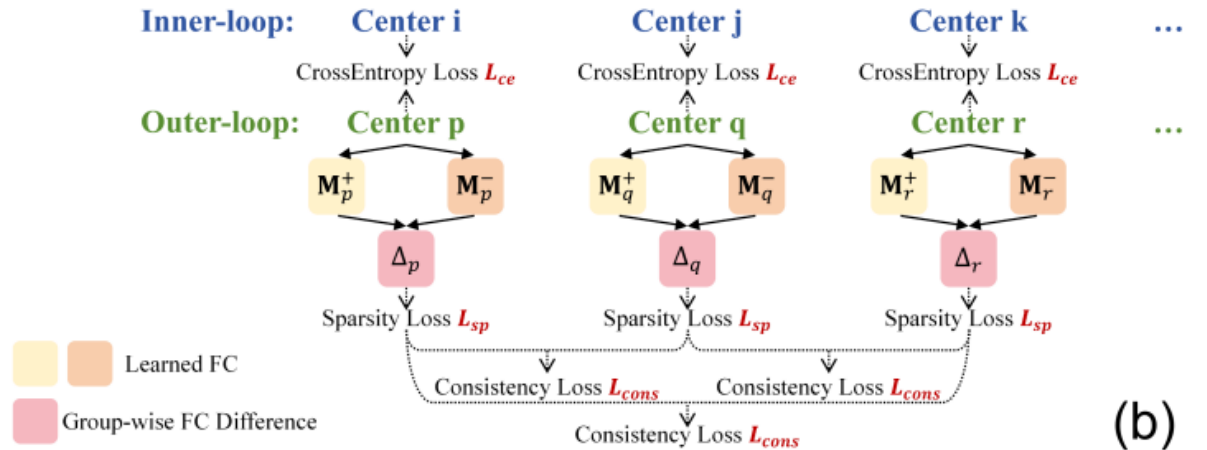 Inner-loop: Center i Center j Center k ...
CrossEntropy Loss L_ce CrossEntropy Loss L_ce CrossEntropy Loss L_ce
Outer-loop: Center p Center q Center r ...
M_p^+ M_p^- M_q^+ M_q^- M_r^+ M_r^-
Δ_p Δ_q Δ_r
Sparsity Loss L_sp Sparsity Loss L_sp Sparsity Loss L_sp
Learned FC
Consistency Loss L_cons Consistency Loss L_cons
Group-wise FC Difference
Consistency Loss L_cons
(b)